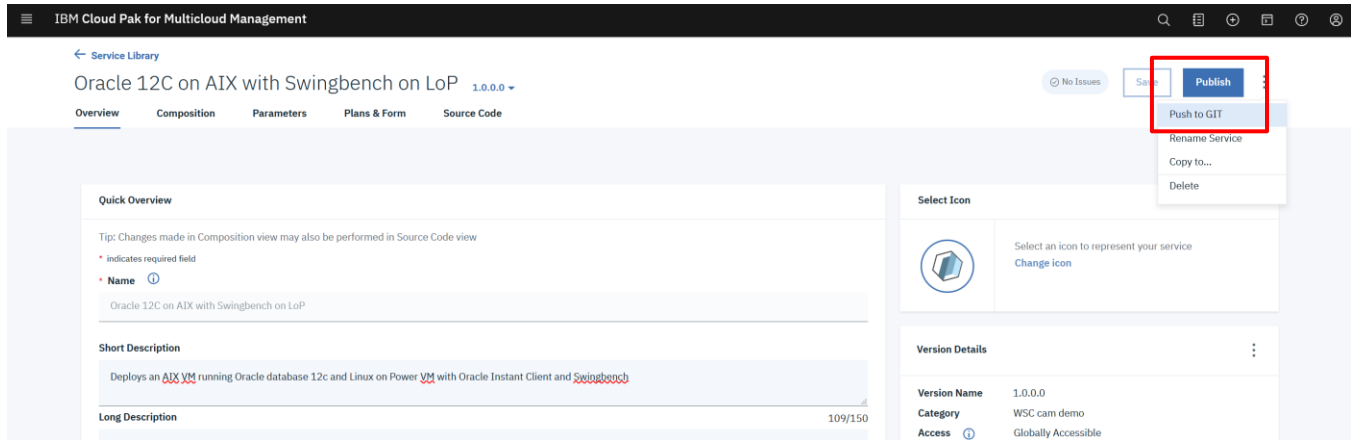 IBM Cloud Pak for Multicloud Management
Service Library
Oracle 12C on AIX with Swingbench on LoP 1.0.0.0
No Issues
Save
Publish
Overview Composition Parameters Plans & Form Source Code
Push to GIT
Rename Service
Copy to...
Delete
Quick Overview
Tip: Changes made in Composition view may also be performed in Source Code view
* indicates required field
* Name
Oracle 12C on AIX with Swingbench on LoP
Short Description
Deploys an AIX VM running Oracle database 12c and Linux on Power VM with Oracle Instant Client and Swingbench
Long Description 109/150
Select Icon
Select an icon to represent your service
Change icon
Version Details
Version Name 1.0.0.0
Category WSC cam demo
Access Globally Accessible